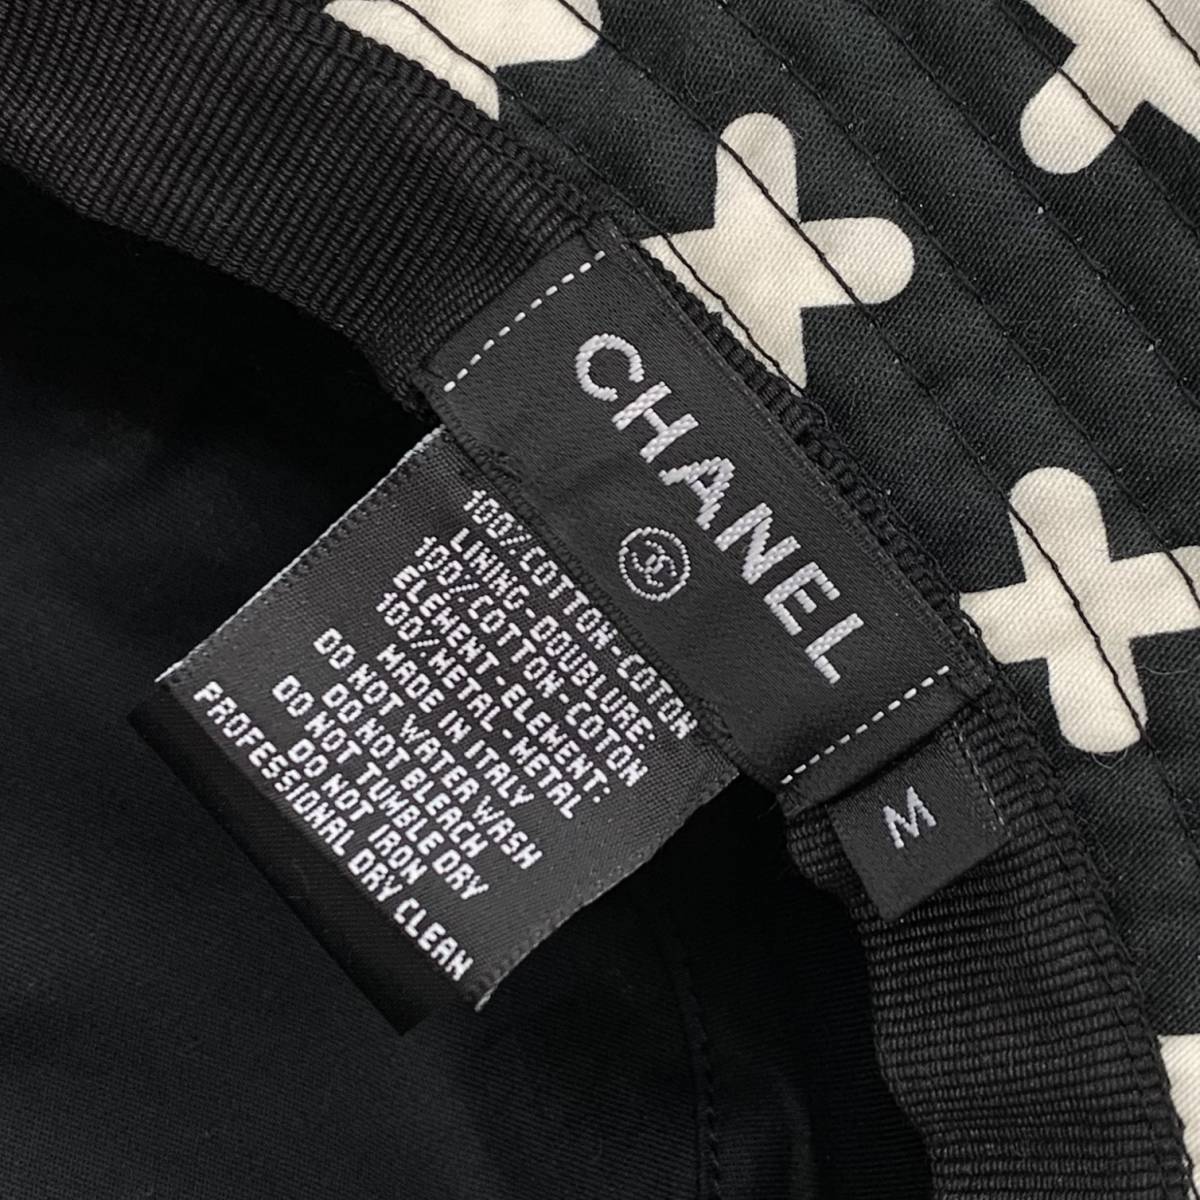 CHANEL
M
100%COTTON-COTON
LINING-DOUBLURE:
100%COTTON-COTON
ELEMENT-ELEMENT:
100%METAL-METAL
MADE IN ITALY
DO NOT WATER WASH
DO NOT BLEACH
DO NOT TUMBLE DRY
DO NOT IRON
PROFESSIONAL DRY CLEAN